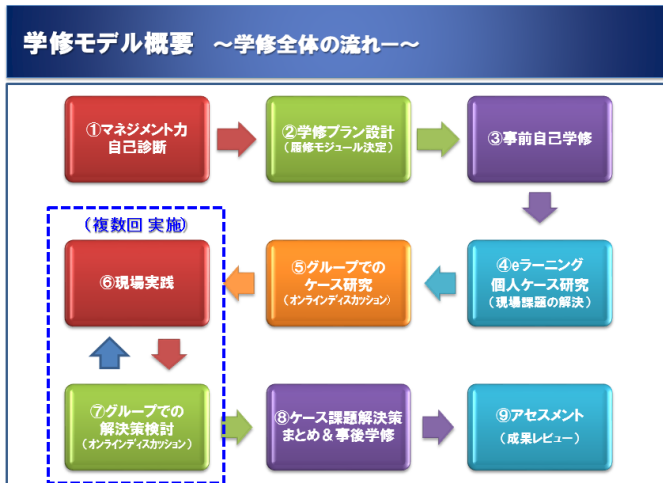 学修モデル概要 ～学修全体の流れー～
①マネジメント力
自己診断
②学修プラン設計
(履修モジュール決定)
③事前自己学修
④eラーニング
個人ケース研究
(現場課題の解決)
⑤グループでの
ケース研究
(オンラインディスカッション)
(複数回 実施)
⑥現場実践
⑦グループでの
解決策検討
(オンラインディスカッション)
⑧ケース課題解決策
まとめ＆事後学修
⑨アセスメント
(成果レビュー)